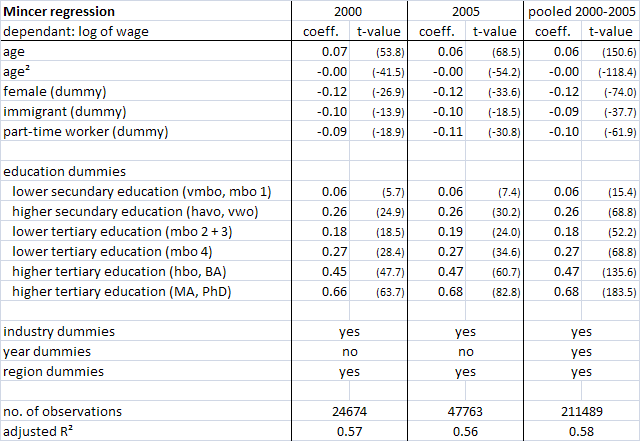 Mincer regression 2000 2005 pooled 2000-2005
dependant: log of wage coeff. t-value coeff. t-value coeff. t-value
age 0.07 (53.8) 0.06 (68.5) 0.06 (150.6)
age² -0.00 (-41.5) -0.00 (-54.2) -0.00 (-118.4)
female (dummy) -0.12 (-26.9) -0.12 (-33.6) -0.12 (-74.0)
immigrant (dummy) -0.10 (-13.9) -0.10 (-18.5) -0.09 (-37.7)
part-time worker (dummy) -0.09 (-18.9) -0.11 (-30.8) -0.10 (-61.9)
education dummies
lower secundary education (vmbo, mbo 1) 0.06 (5.7) 0.06 (7.4) 0.06 (15.4)
higher secundary education (havo, vwo) 0.26 (24.9) 0.26 (30.2) 0.26 (68.8)
lower tertiary education (mbo 2 + 3) 0.18 (18.5) 0.19 (24.0) 0.18 (52.2)
lower tertiary education (mbo 4) 0.27 (28.4) 0.27 (34.6) 0.27 (68.8)
higher tertiary education (hbo, BA) 0.45 (47.7) 0.47 (60.7) 0.47 (135.6)
higher tertiary education (MA, PhD) 0.66 (63.7) 0.68 (82.8) 0.68 (183.5)
industry dummies yes yes yes
year dummies no no yes
region dummies yes yes yes
no. of observations 24674 47763 211489
adjusted R² 0.57 0.56 0.58